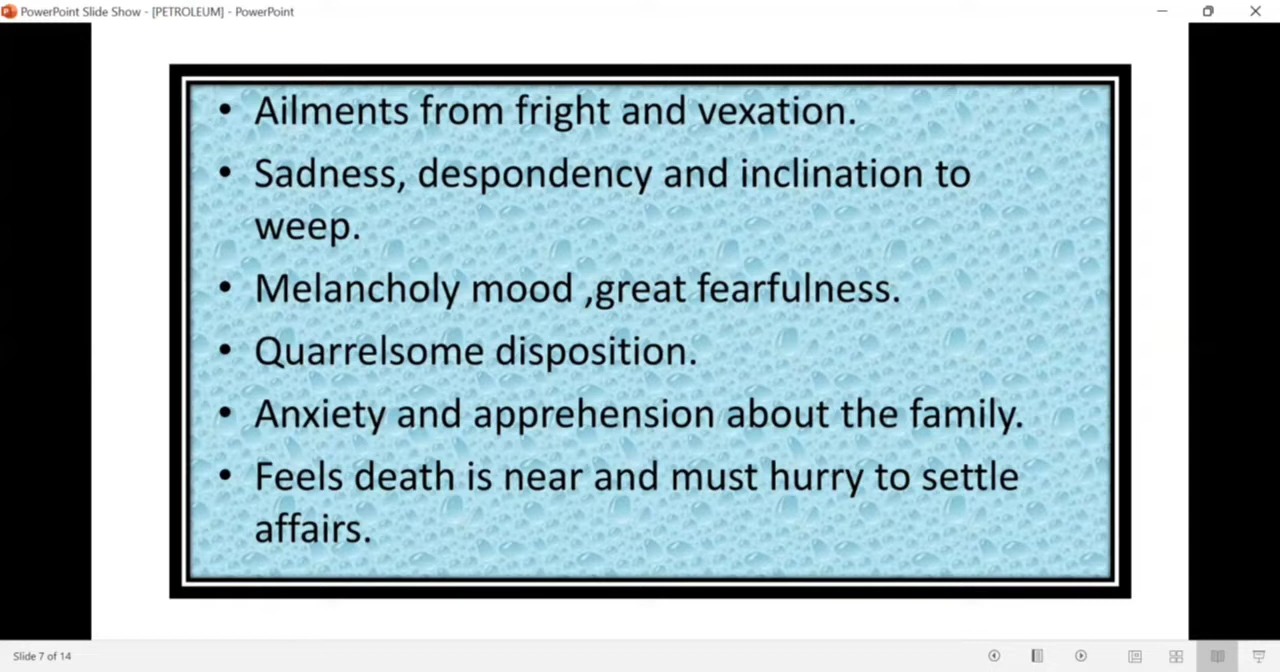 PowerPoint Slide Show - [PETROLEUM] - PowerPoint
• Ailments from fright and vexation.
• Sadness, despondency and inclination to
weep.
• Melancholy mood ,great fearfulness.
• Quarrelsome disposition.
• Anxiety and apprehension about the family.
• Feels death is near and must hurry to settle
affairs.
Slide 7 of 14